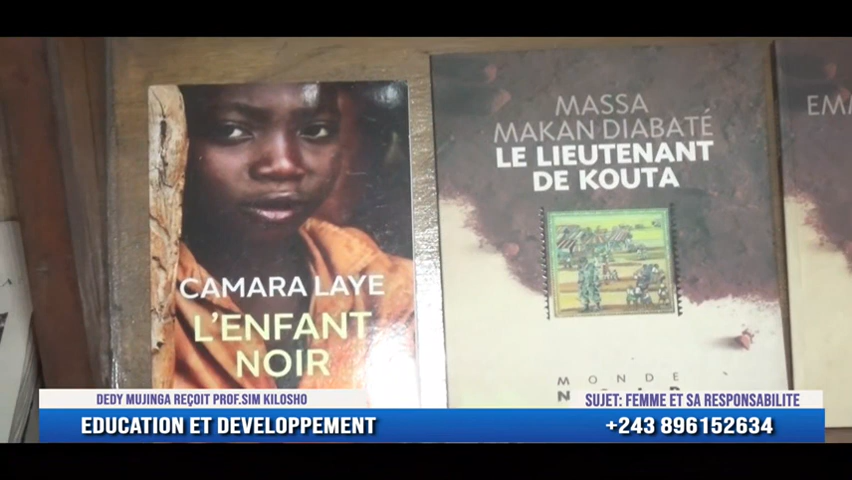 CAMARA LAYE
L'ENFANT
NOIR
MASSA
MAKAN DIABATÉ
LE LIEUTENANT
DE KOUTA
MONDE
DEDY MUJINGA REÇOIT PROF.SIM KILOSHO
SUJET: FEMME ET SA RESPONSABILITE
EDUCATION ET DEVELOPPEMENT
+243 896152634